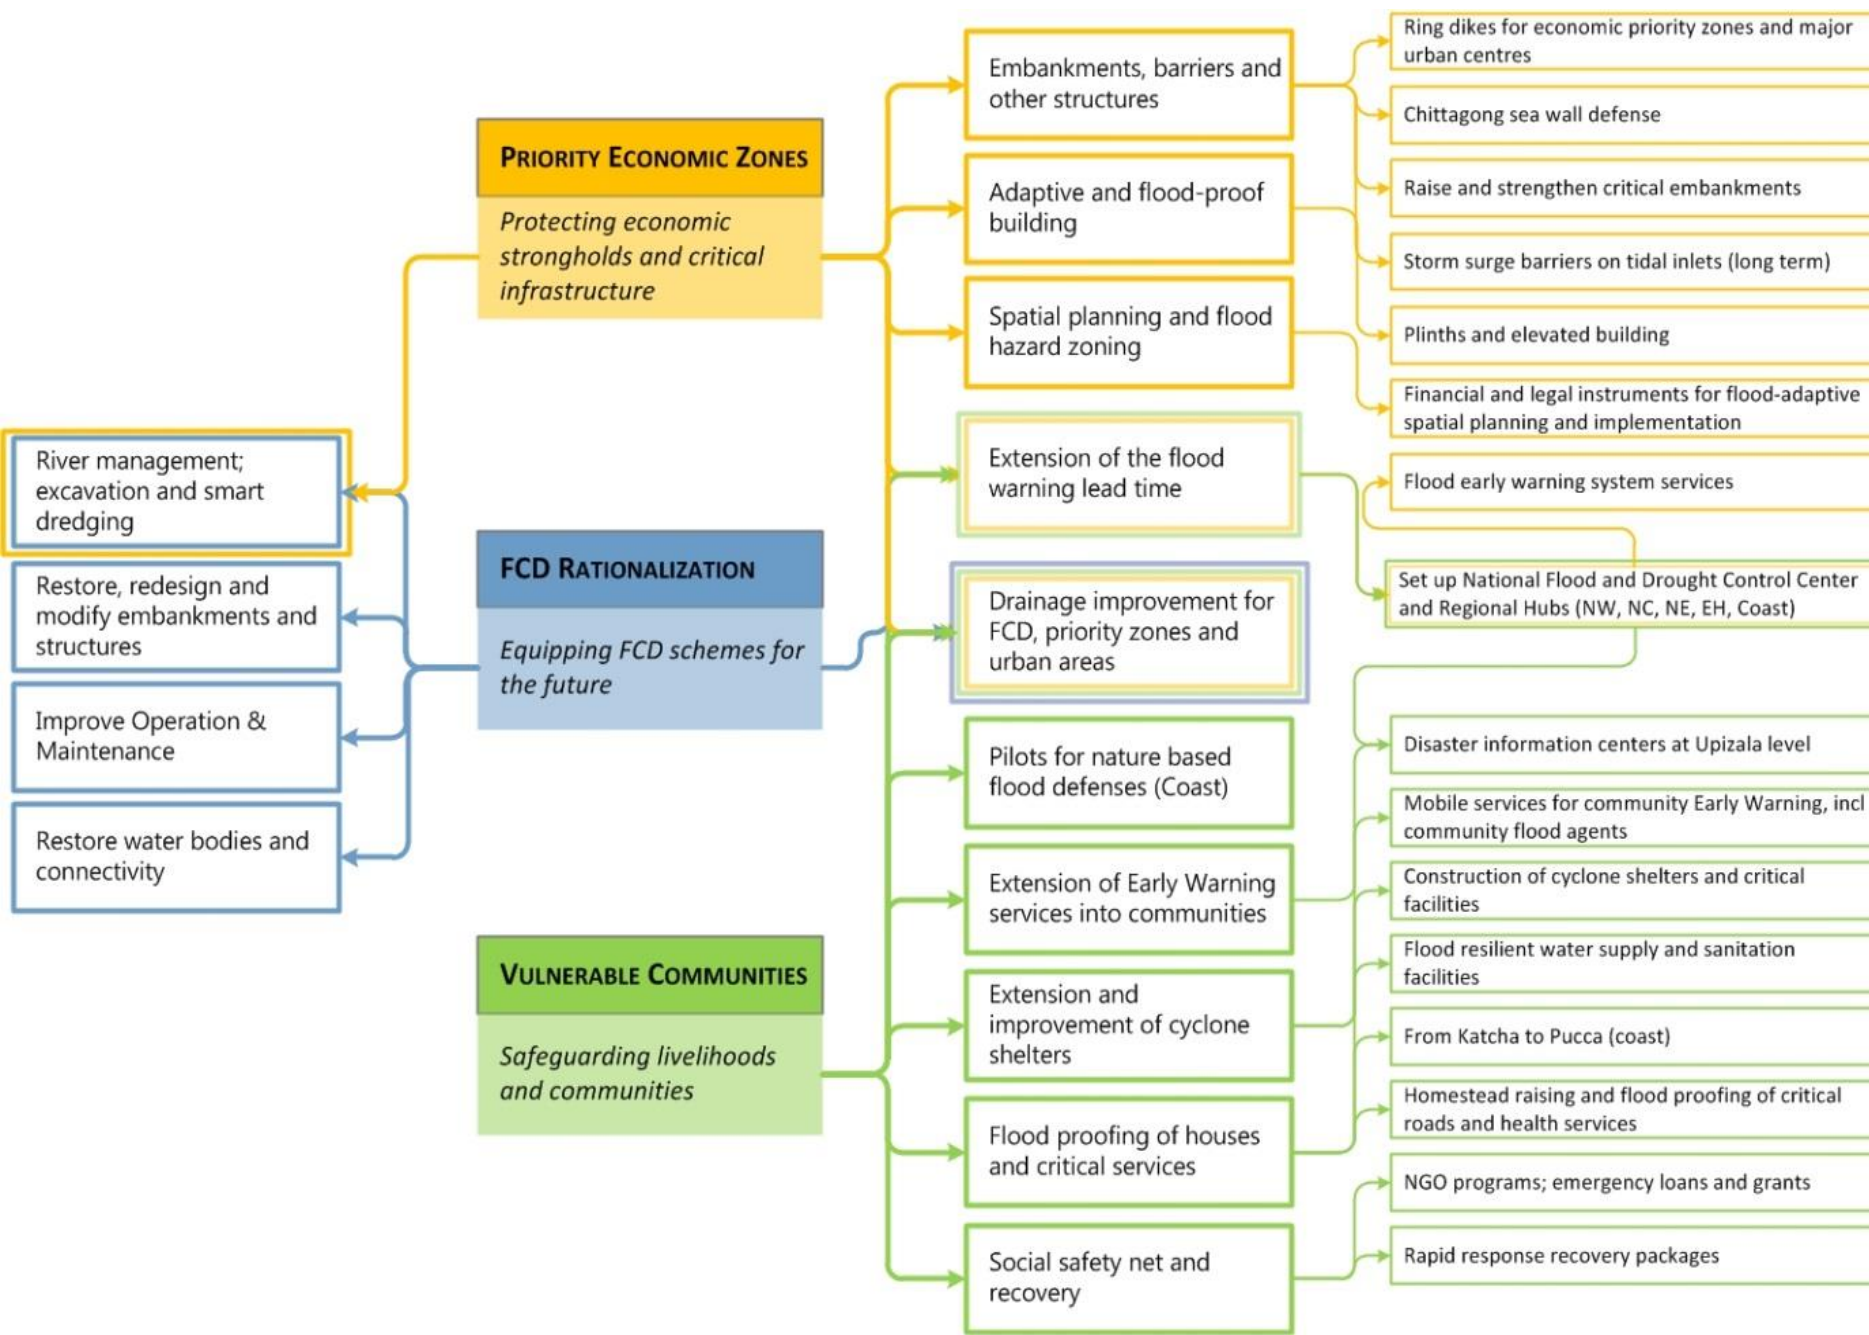 PRIORITY ECONOMIC ZONES
Protecting economic
strongholds and critical
infrastructure
River management;
excavation and smart
dredging
Restore, redesign and
modify embankments and
structures
Improve Operation &
Maintenance
Restore water bodies and
connectivity
FCD RATIONALIZATION
Equipping FCD schemes for
the future
VULNERABLE COMMUNITIES
Safeguarding livelihoods
and communities
Embankments, barriers and
other structures
Adaptive and flood-proof
building
Spatial planning and flood
hazard zoning
Extension of the flood
warning lead time
Drainage improvement for
FCD, priority zones and
urban areas
Pilots for nature based
flood defenses (Coast)
Extension of Early Warning
services into communities
Extension and
improvement of cyclone
shelters
Flood proofing of houses
and critical services
Social safety net and
recovery
Ring dikes for economic priority zones and major
urban centres
Chittagong sea wall defense
Raise and strengthen critical embankments
Storm surge barriers on tidal inlets (long term)
Plinths and elevated building
Financial and legal instruments for flood-adaptive
spatial planning and implementation
Flood early warning system services
Set up National Flood and Drought Control Center
and Regional Hubs (NW, NC, NE, EH, Coast)
Disaster information centers at Upizala level
Mobile services for community Early Warning, incl
community flood agents
Construction of cyclone shelters and critical
facilities
Flood resilient water supply and sanitation
facilities
From Katcha to Pucca (coast)
Homestead raising and flood proofing of critical
roads and health services
NGO programs; emergency loans and grants
Rapid response recovery packages